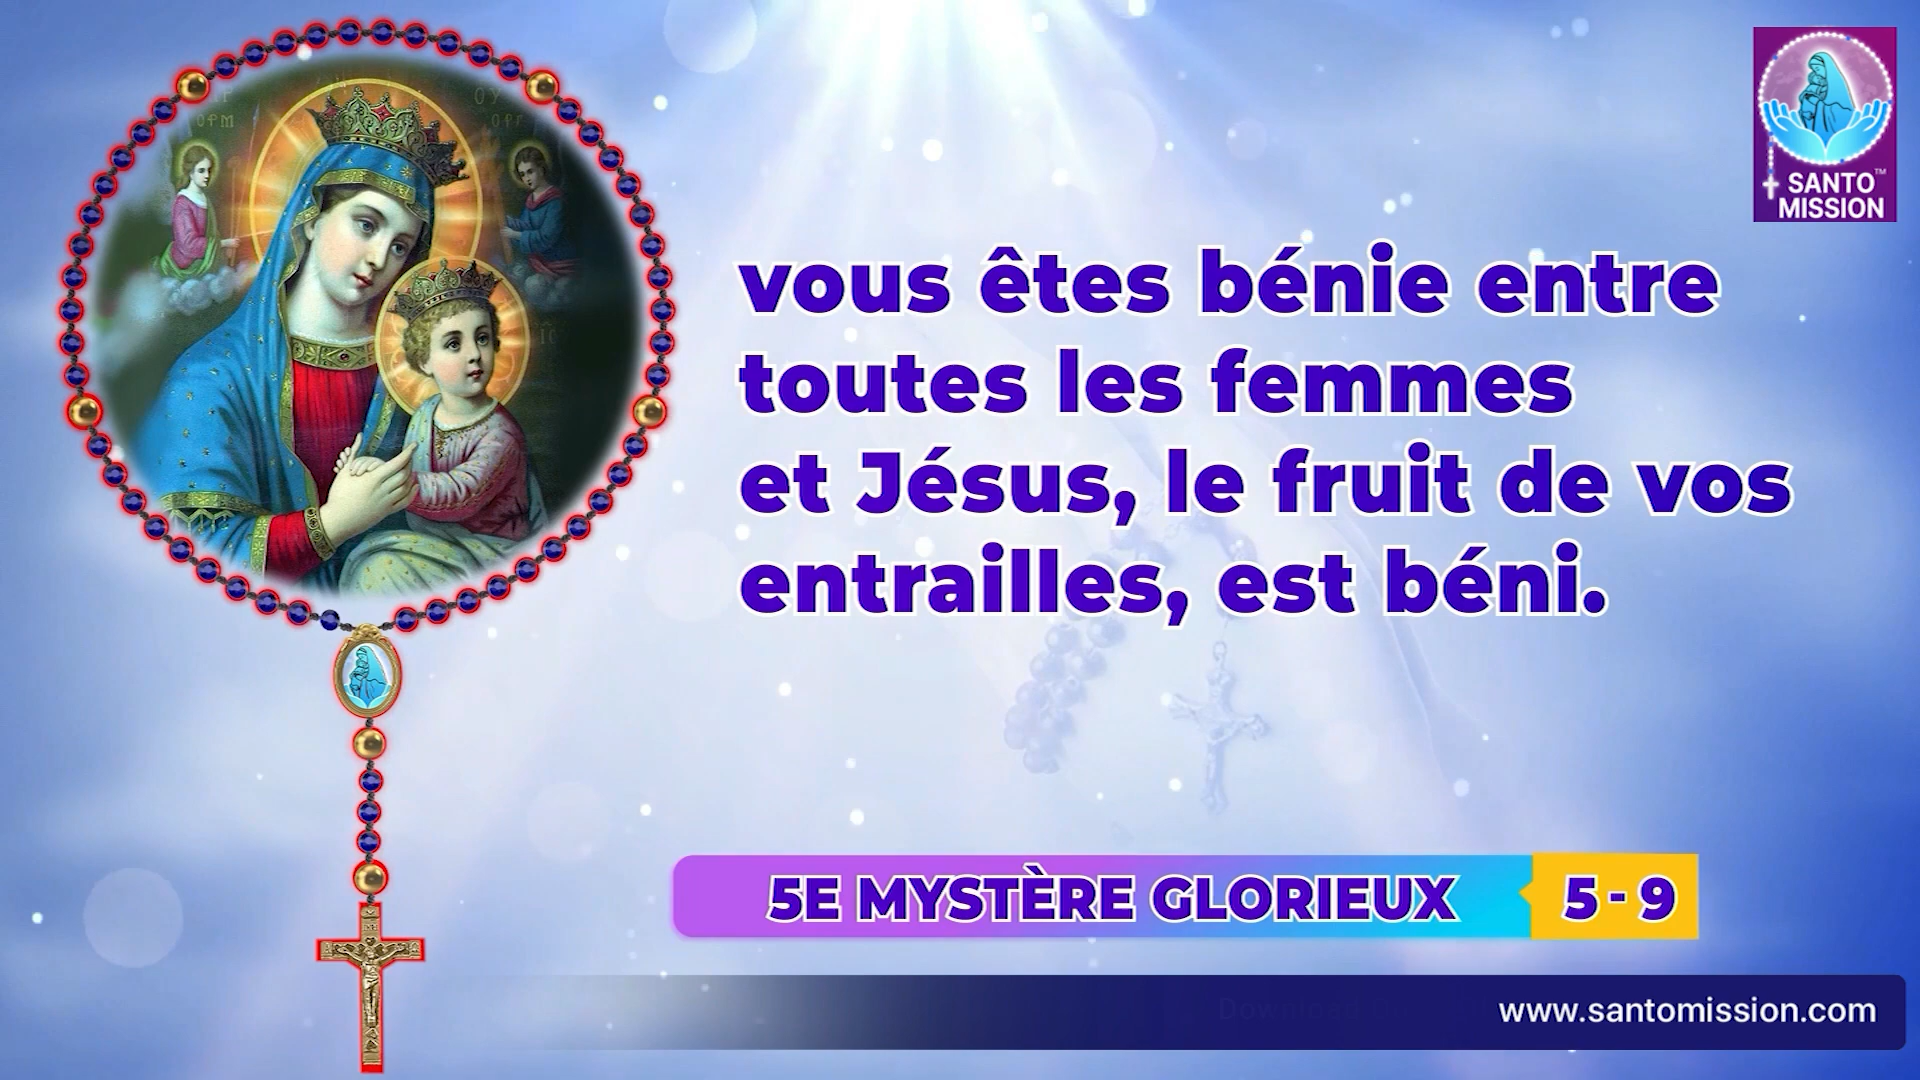 SANTO™
MISSION
vous êtes bénie entre
toutes les femmes
et Jésus, le fruit de vos
entrailles, est béni.
5E MYSTÈRE GLORIEUX
5 - 9
www.santomission.com